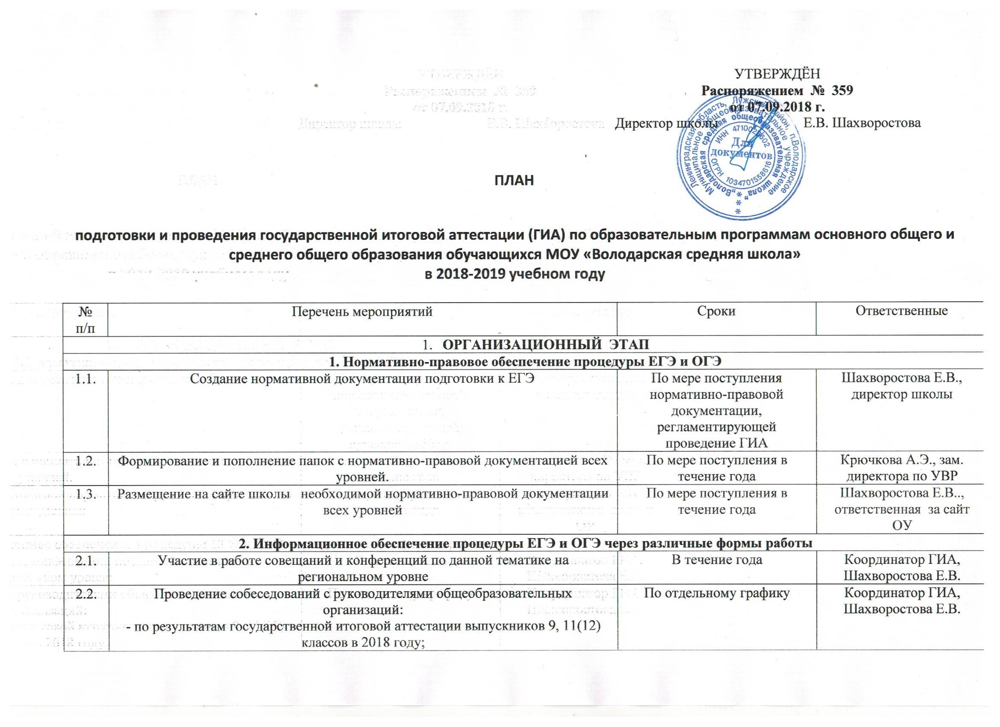 УТВЕРЖДЁН
Распоряжением № 359
от 07.09.2018 г.
Директор школы Е.В. Шахворостова
Ленинградская область, Лужский район, п.Володарское
Муниципальное общеобразовательное учреждение
„Володарская средняя общеобразовательная школа"
ИНН 4710023602
Для
документов
ОГРН 1034701558616
ПЛАН
подготовки и проведения государственной итоговой аттестации (ГИА) по образовательным программам основного общего и
среднего общего образования обучающихся МОУ «Володарская средняя школа»
в 2018-2019 учебном году
№
п/п
Перечень мероприятий
Сроки
Ответственные
1. ОРГАНИЗАЦИОННЫЙ ЭТАП
1. Нормативно-правовое обеспечение процедуры ЕГЭ и ОГЭ
1.1.
Создание нормативной документации подготовки к ЕГЭ
По мере поступления
нормативно-правовой
документации,
регламентирующей
проведение ГИА
Шахворостова Е.В.,
директор школы
1.2.
Формирование и пополнение папок с нормативно-правовой документацией всех
уровней.
По мере поступления в
течение года
Крючкова А.Э., зам.
директора по УВР
1.3.
Размещение на сайте школы необходимой нормативно-правовой документации
всех уровней
По мере поступления в
течение года
Шахворостова Е.В..,
ответственная за сайт
ОУ
2. Информационное обеспечение процедуры ЕГЭ и ОГЭ через различные формы работы
2.1.
Участие в работе совещаний и конференций по данной тематике на
региональном уровне
В течение года
Координатор ГИА,
Шахворостова Е.В.
2.2.
Проведение собеседований с руководителями общеобразовательных
организаций:
- по результатам государственной итоговой аттестации выпускников 9, 11(12)
классов в 2018 году;
По отдельному графику
Координатор ГИА,
Шахворостова Е.В.